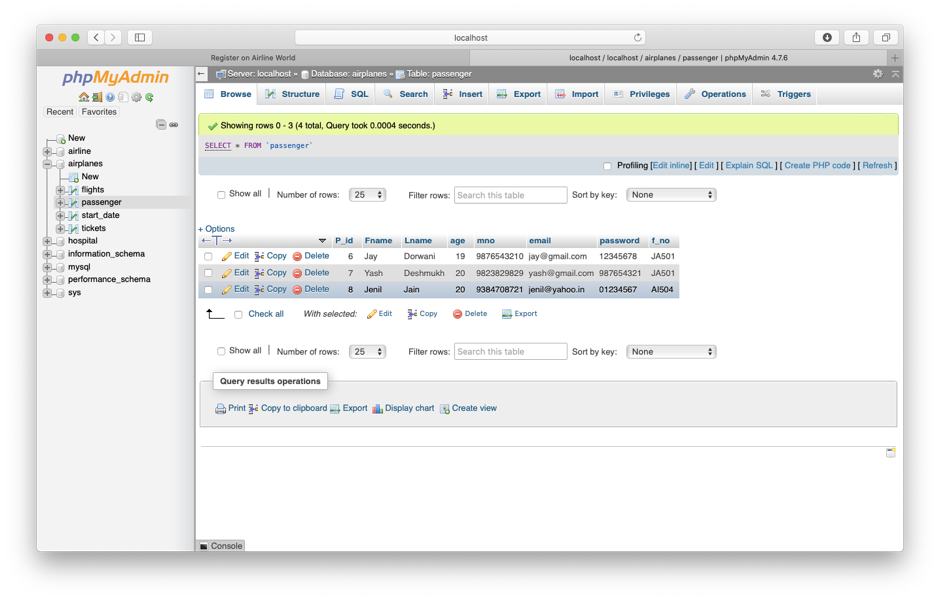 localhost
Register on Airline World
localhost / localhost / airplanes / passenger | phpMyAdmin 4.7.6
phpMyAdmin
Recent Favorites
New
airline
airplanes
New
flights
passenger
start_date
tickets
hospital
information_schema
mysql
performance_schema
sys
Server: localhost » Database: airplanes » Table: passenger
Browse Structure SQL Search Insert Export Import Privileges Operations Triggers
Showing rows 0 - 3 (4 total, Query took 0.0004 seconds.)
SELECT * FROM `passenger`
Profiling [Edit inline] [ Edit ] [ Explain SQL ] [ Create PHP code ] [ Refresh ]
Show all | Number of rows: 25 Filter rows: Search this table Sort by key: None
+ Options
←T→ P_id Fname Lname age mno email password f_no
Edit Copy Delete 6 Jay Dorwani 19 9876543210 jay@gmail.com 12345678 JA501
Edit Copy Delete 7 Yash Deshmukh 20 9823829829 yash@gmail.com 987654321 JA501
Edit Copy Delete 8 Jenil Jain 20 9384708721 jenil@yahoo.in 01234567 AI504
Check all With selected: Edit Copy Delete Export
Show all | Number of rows: 25 Filter rows: Search this table Sort by key: None
Query results operations
Print Copy to clipboard Export Display chart Create view
Console